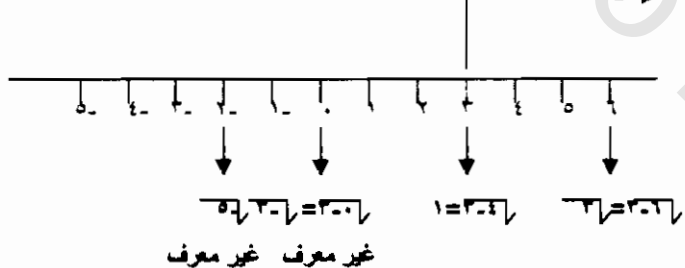 ٥- ٤- ٣- ٢- ١- ٠ ١ ٢ ٣ ٤ ٥ ٦
√٦-٣=√٣ √٤-٣=١ √٠-٣=√-٣ √-٥
غير معرف غير معرف